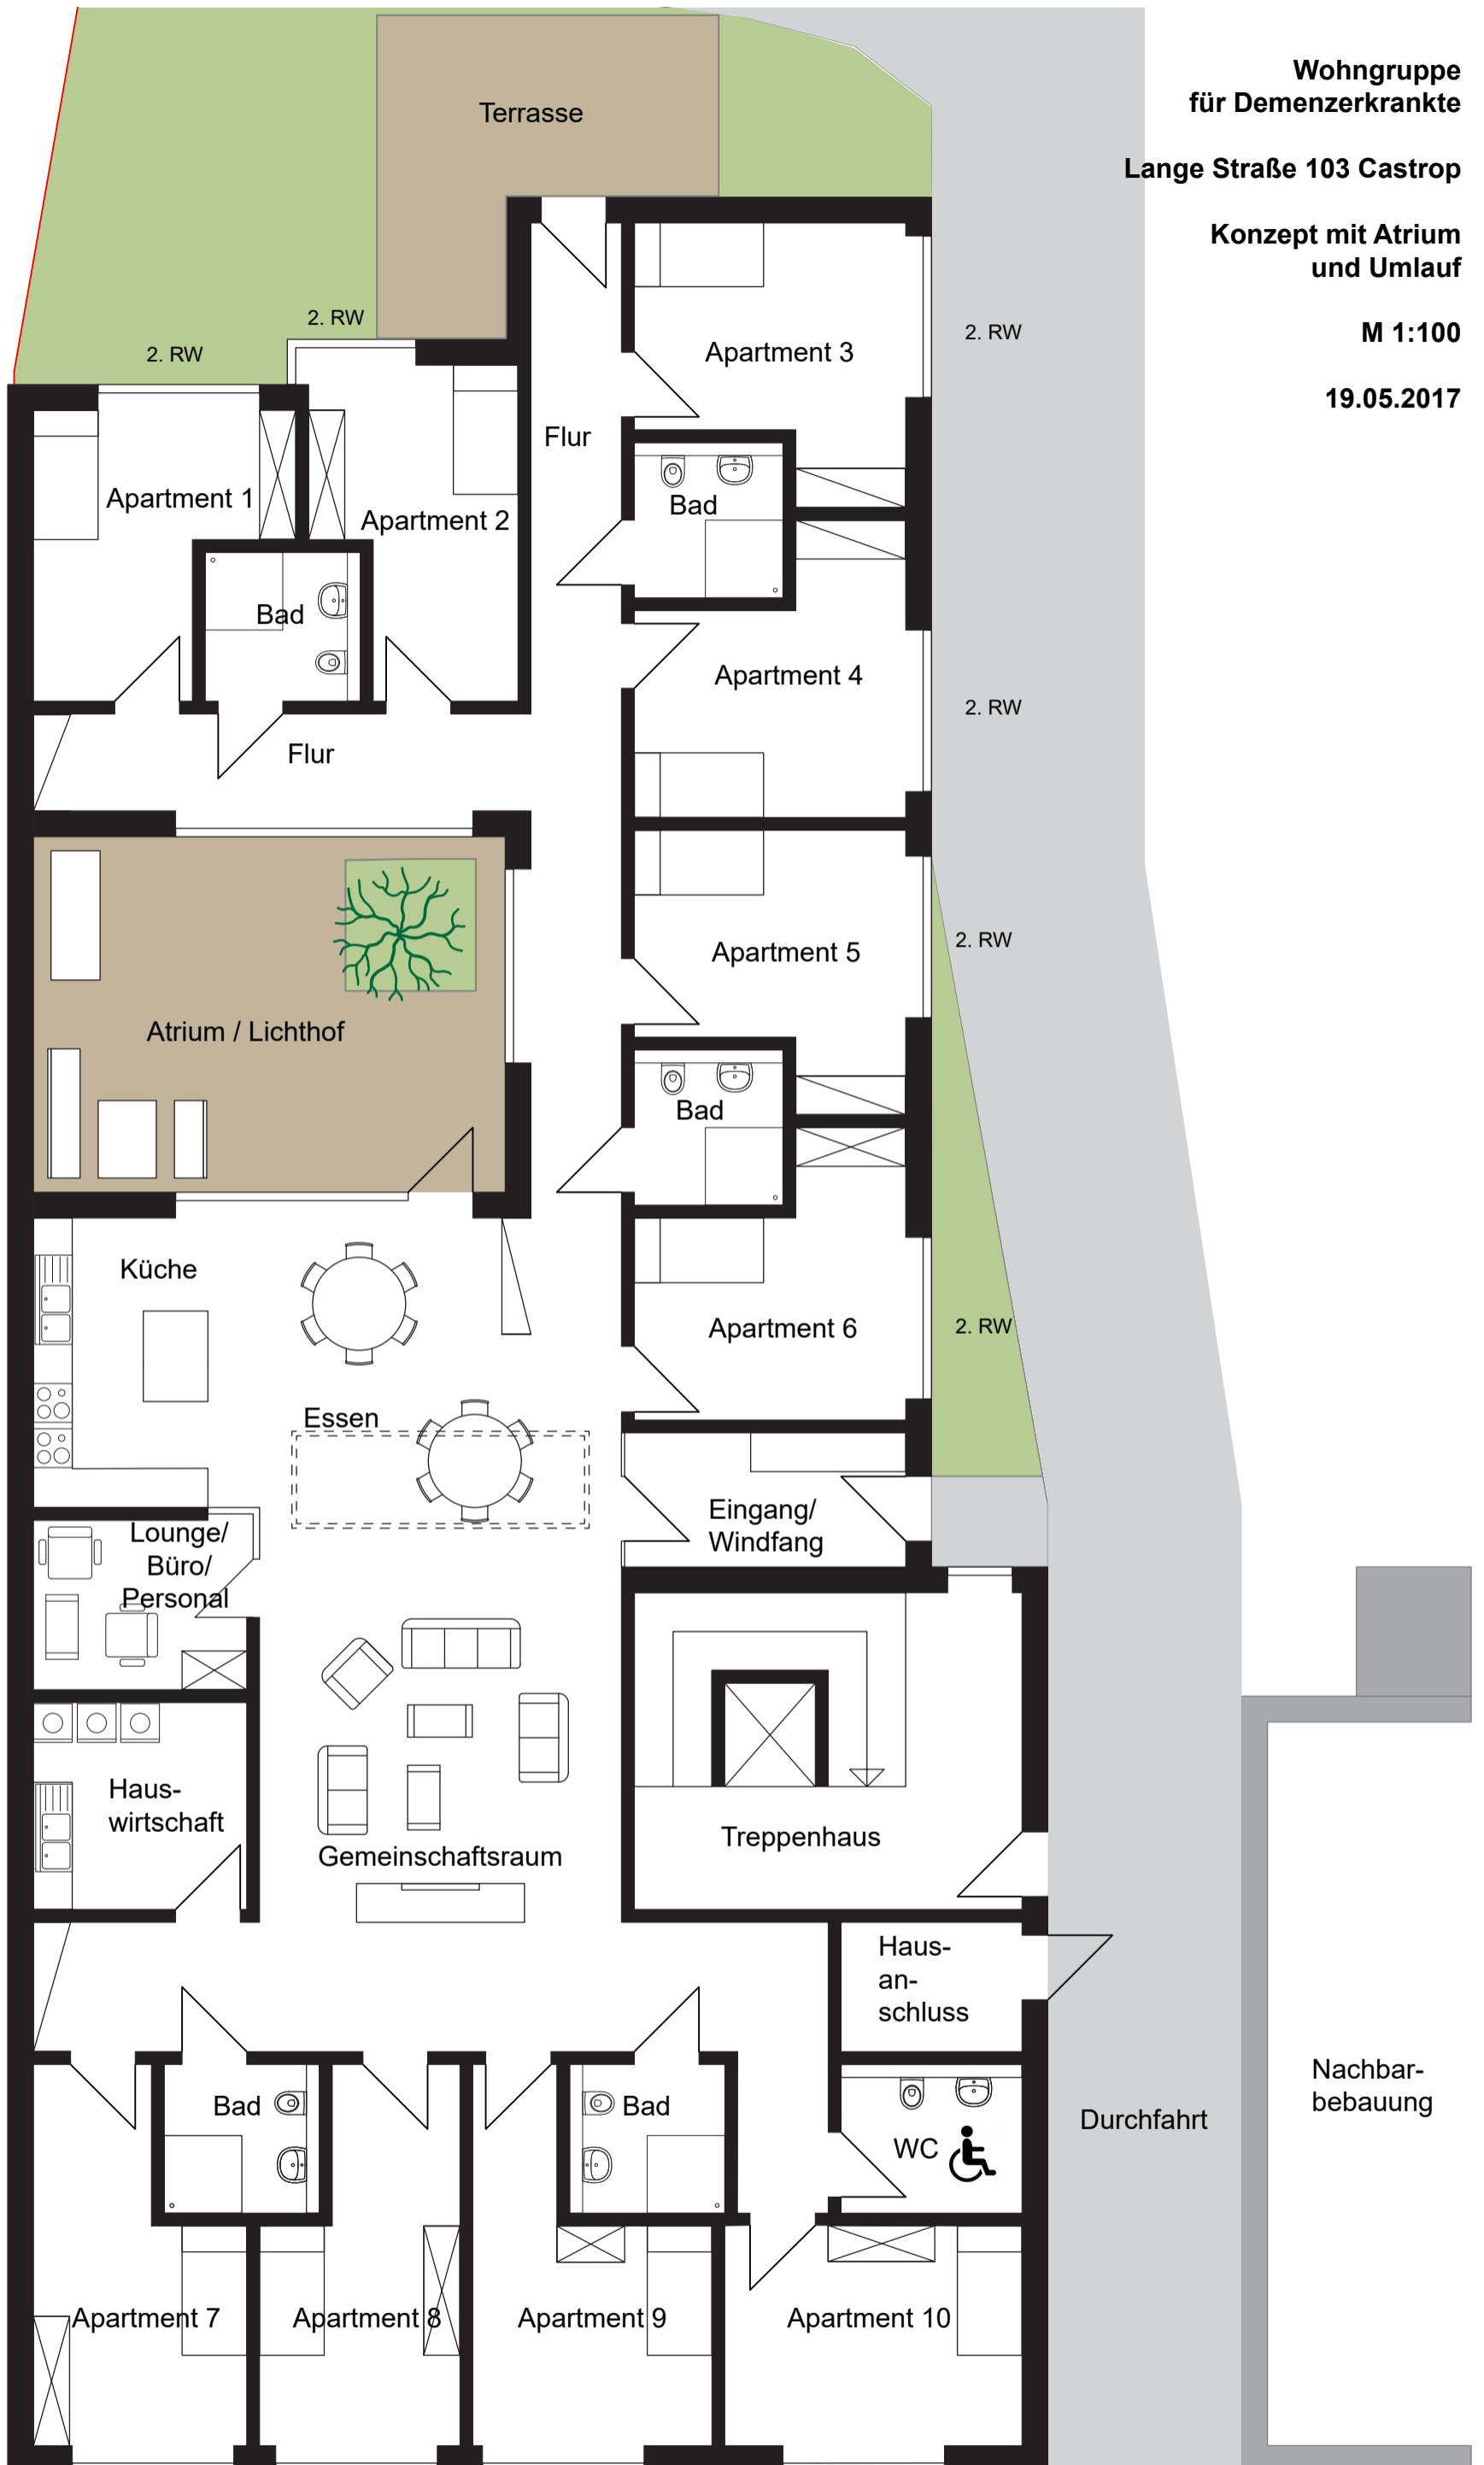 Wohngruppe
für Demenzerkrankte
Lange Straße 103 Castrop
Konzept mit Atrium
und Umlauf
M 1:100
19.05.2017
Terrasse
2. RW
2. RW
2. RW
Apartment 3
Flur
Apartment 1
Apartment 2
Bad
Bad
Apartment 4
2. RW
Flur
Apartment 5
2. RW
Atrium / Lichthof
Bad
Küche
Apartment 6
2. RW
Essen
Eingang/
Windfang
Lounge/
Büro/
Personal
Haus-
wirtschaft
Treppenhaus
Gemeinschaftsraum
Haus-
an-
schluss
Bad
Bad
WC
Durchfahrt
Nachbar-
bebauung
Apartment 7
Apartment 8
Apartment 9
Apartment 10